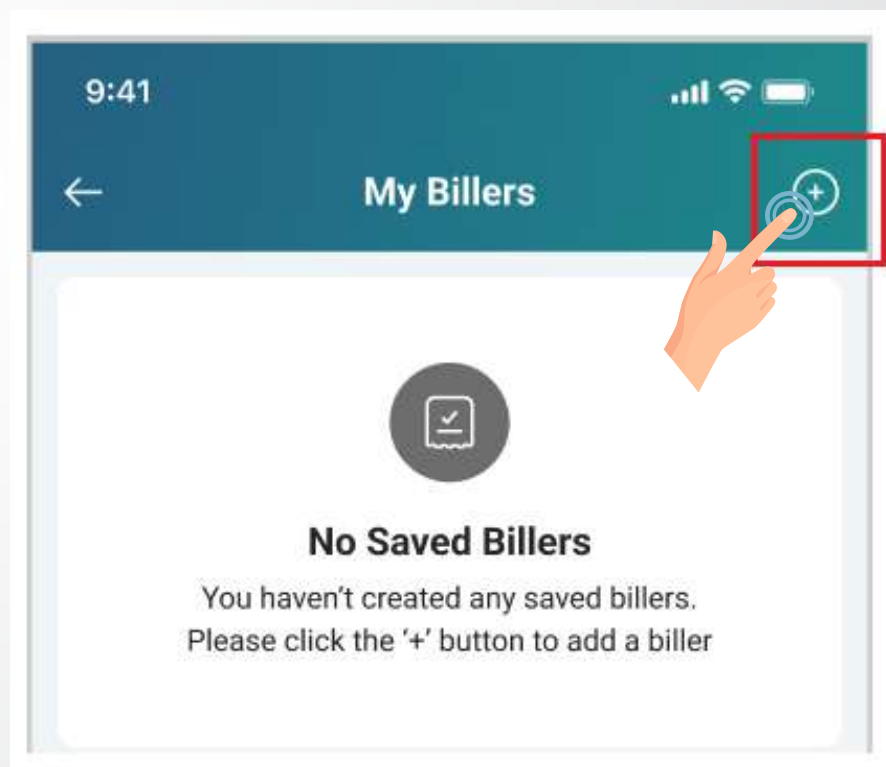 9:41
My Billers
No Saved Billers
You haven't created any saved billers.
Please click the ‘+’ button to add a biller